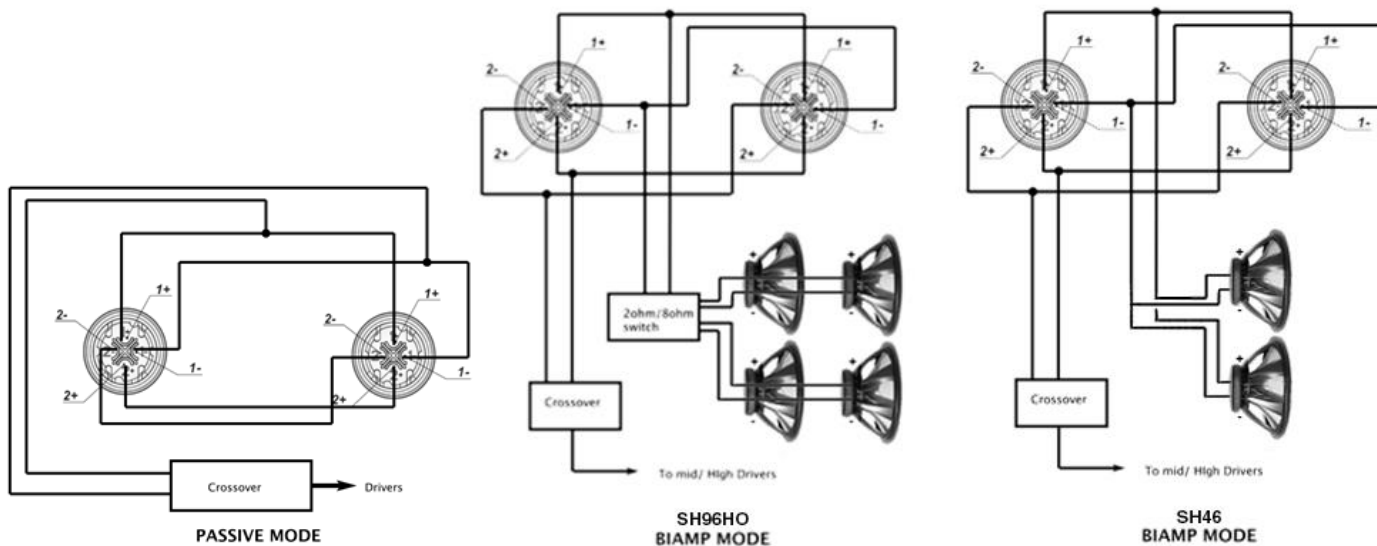 1+
2-
1-
2+
1+
2-
1-
2+
Crossover
Drivers
PASSIVE MODE
1+
2-
1-
2+
1+
2-
1-
2+
2ohm/8ohm
switch
+
-
+
-
+
-
+
-
Crossover
To mid/ HIgh Drivers
SH96HO
BIAMP MODE
1+
2-
1-
2+
1+
2-
1-
2+
+
-
+
-
Crossover
To mid/ HIgh Drivers
SH46
BIAMP MODE